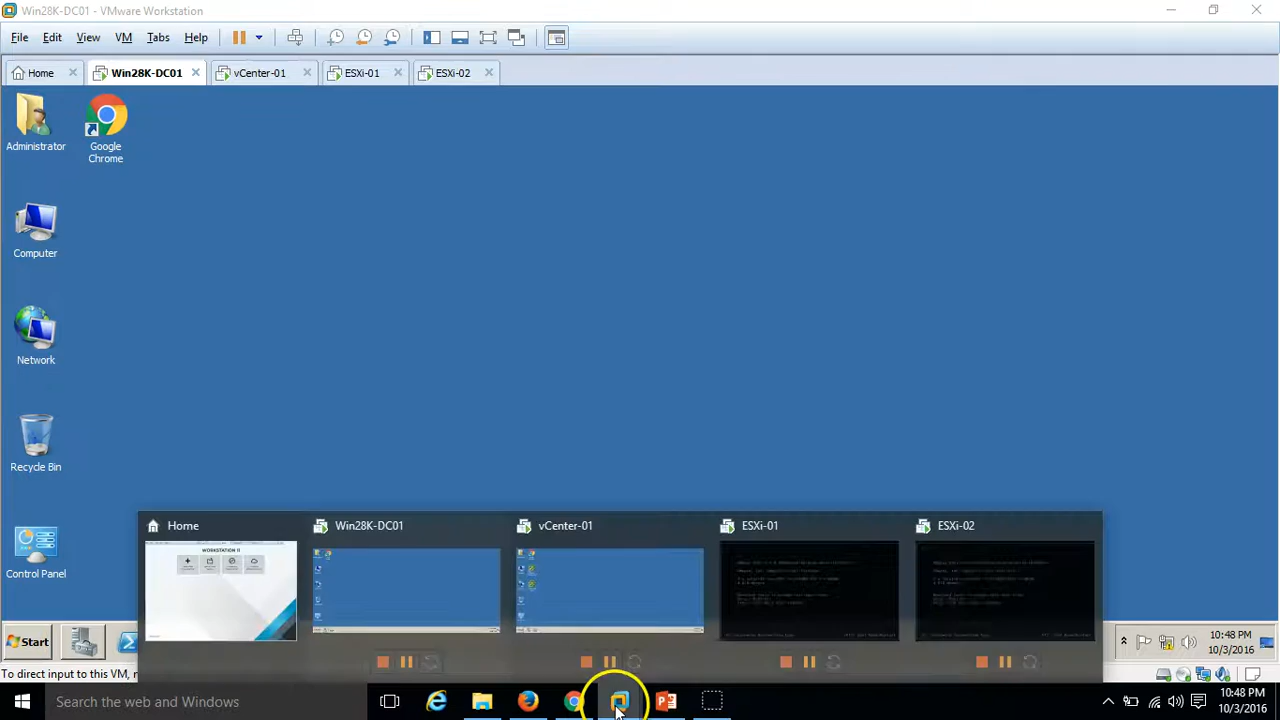 Win28K-DC01 - VMware Workstation
File Edit View VM Tabs Help
Home Win28K-DC01 vCenter-01 ESXi-01 ESXi-02
Administrator
Google
Chrome
Computer
Network
Recycle Bin
Control Panel
Home Win28K-DC01 vCenter-01 ESXi-01 ESXi-02
WORKSTATION 11
Start
10:48 PM
10/3/2016
To direct input to this VM,
Search the web and Windows
10:48 PM
10/3/2016